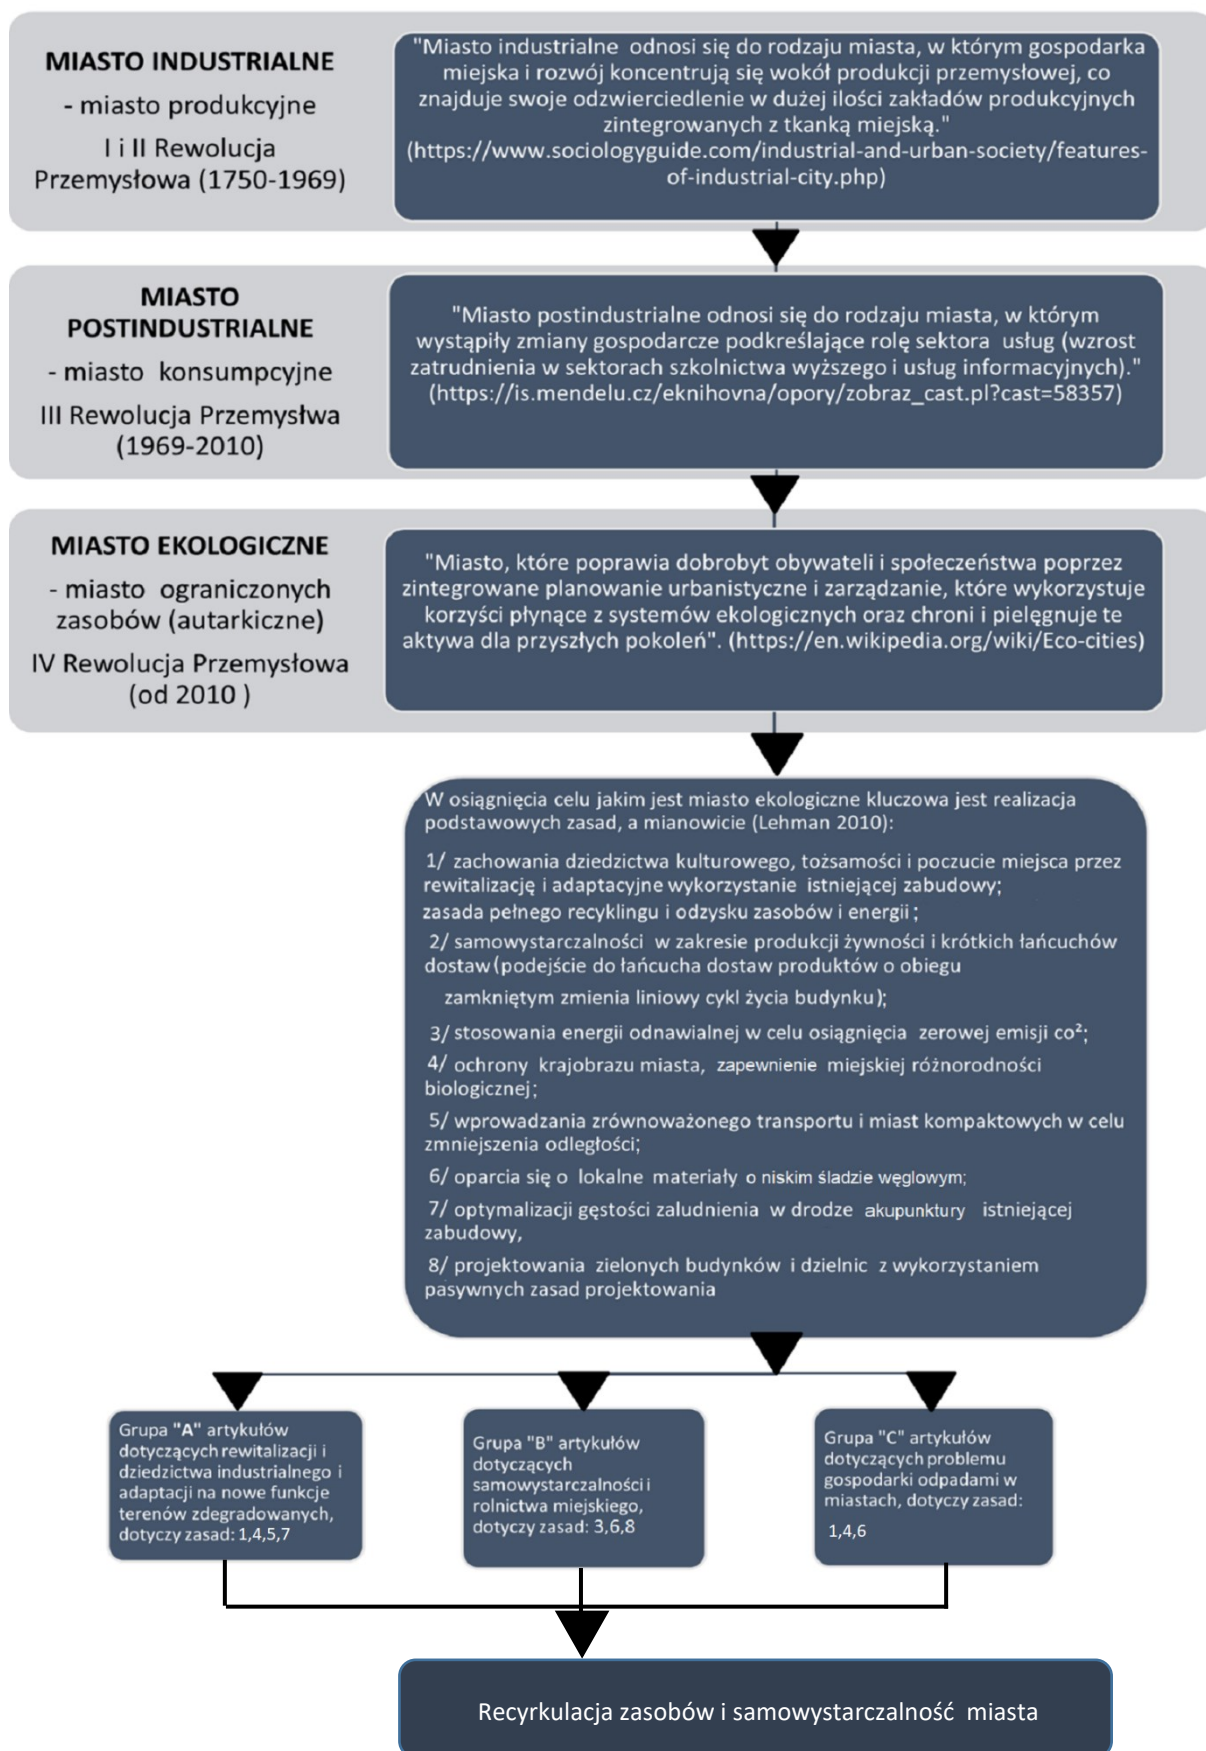 MIASTO INDUSTRIALNE
- miasto produkcyjne
I i II Rewolucja
Przemysłowa (1750-1969)
"Miasto industrialne odnosi się do rodzaju miasta, w którym gospodarka
miejska i rozwój koncentrują się wokół produkcji przemysłowej, co
znajduje swoje odzwierciedlenie w dużej ilości zakładów produkcyjnych
zintegrowanych z tkanką miejską."
(https://www.sociologyguide.com/industrial-and-urban-society/features-
of-industrial-city.php)
MIASTO
POSTINDUSTRIALNE
- miasto konsumpcyjne
III Rewolucja Przemysłwa
(1969-2010)
"Miasto postindustrialne odnosi się do rodzaju miasta, w którym
wystąpiły zmiany gospodarcze podkreślające rolę sektora usług (wzrost
zatrudnienia w sektorach szkolnictwa wyższego i usług informacyjnych)."
(https://is.mendelu.cz/eknihovna/opory/zobraz_cast.pl?cast=58357)
MIASTO EKOLOGICZNE
- miasto ograniczonych
zasobów (autarkiczne)
IV Rewolucja Przemysłowa
(od 2010 )
"Miasto, które poprawia dobrobyt obywateli i społeczeństwa poprzez
zintegrowane planowanie urbanistyczne i zarządzanie, które wykorzystuje
korzyści płynące z systemów ekologicznych oraz chroni i pielęgnuje te
aktywa dla przyszłych pokoleń". (https://en.wikipedia.org/wiki/Eco-cities)
W osiągnięcia celu jakim jest miasto ekologiczne kluczowa jest realizacja
podstawowych zasad, a mianowicie (Lehman 2010):
1/ zachowania dziedzictwa kulturowego, tożsamości i poczucie miejsca przez
rewitalizację i adaptacyjne wykorzystanie istniejącej zabudowy;
zasada pełnego recyklingu i odzysku zasobów i energii ;
2/ samowystarczalności w zakresie produkcji żywności i krótkich łańcuchów
dostaw (podejście do łańcucha dostaw produktów o obiegu
zamkniętym zmienia liniowy cykl życia budynku);
3/ stosowania energii odnawialnej w celu osiągnięcia zerowej emisji co²;
4/ ochrony krajobrazu miasta, zapewnienie miejskiej różnorodności
biologicznej;
5/ wprowadzania zrównoważonego transportu i miast kompaktowych w celu
zmniejszenia odległości;
6/ oparcia się o lokalne materiały o niskim śladzie węglowym;
7/ optymalizacji gęstości zaludnienia w drodze akupunktury istniejącej
zabudowy,
8/ projektowania zielonych budynków i dzielnic z wykorzystaniem
pasywnych zasad projektowania
Grupa "A" artykułów
dotyczących rewitalizacji i
dziedzictwa industrialnego i
adaptacji na nowe funkcje
terenów zdegradowanych,
dotyczy zasad: 1,4,5,7
Grupa "B" artykułów
dotyczących
samowystarczalności i
rolnictwa miejskiego,
dotyczy zasad: 3,6,8
Grupa "C" artykułów
dotyczących problemu
gospodarki odpadami w
miastach, dotyczy zasad:
1,4,6
Recyrkulacja zasobów i samowystarczalność miasta